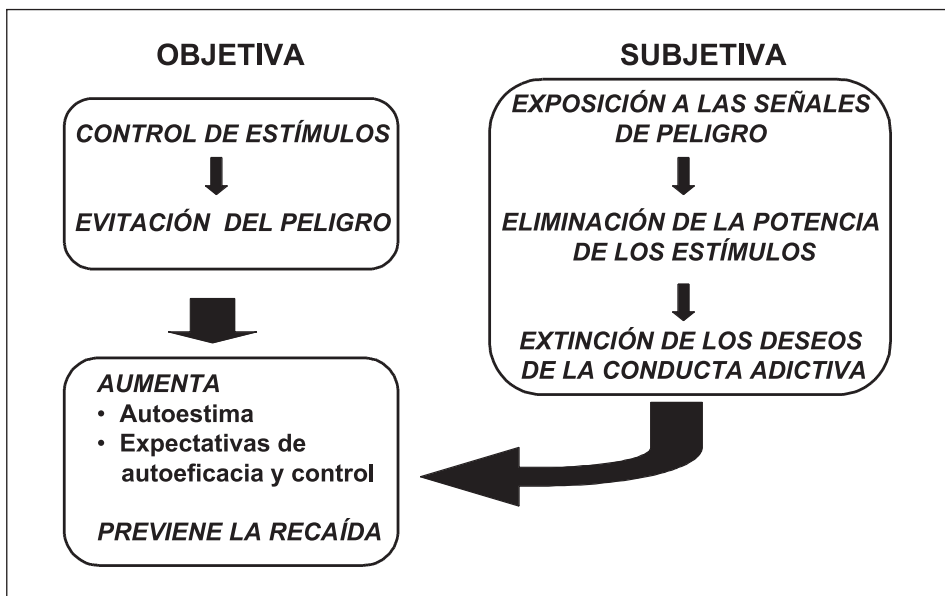 OBJETIVA
CONTROL DE ESTÍMULOS
EVITACIÓN DEL PELIGRO
SUBJETIVA
EXPOSICIÓN A LAS SEÑALES
DE PELIGRO
ELIMINACIÓN DE LA POTENCIA
DE LOS ESTÍMULOS
EXTINCIÓN DE LOS DESEOS
DE LA CONDUCTA ADICTIVA
AUMENTA
• Autoestima
• Expectativas de
autoeficacia y control
PREVIENE LA RECAÍDA